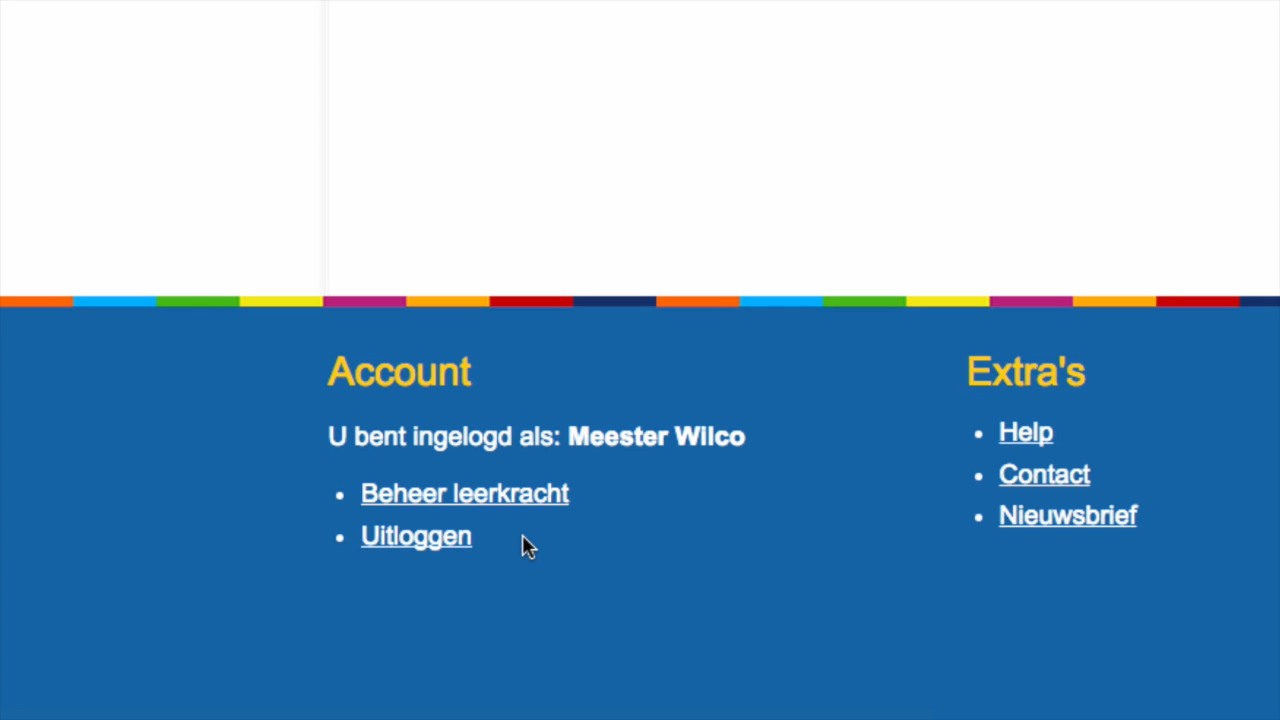 Account
U bent ingelogd als: Meester Wilco
Beheer leerkracht
Uitloggen
Extra's
Help
Contact
Nieuwsbrief